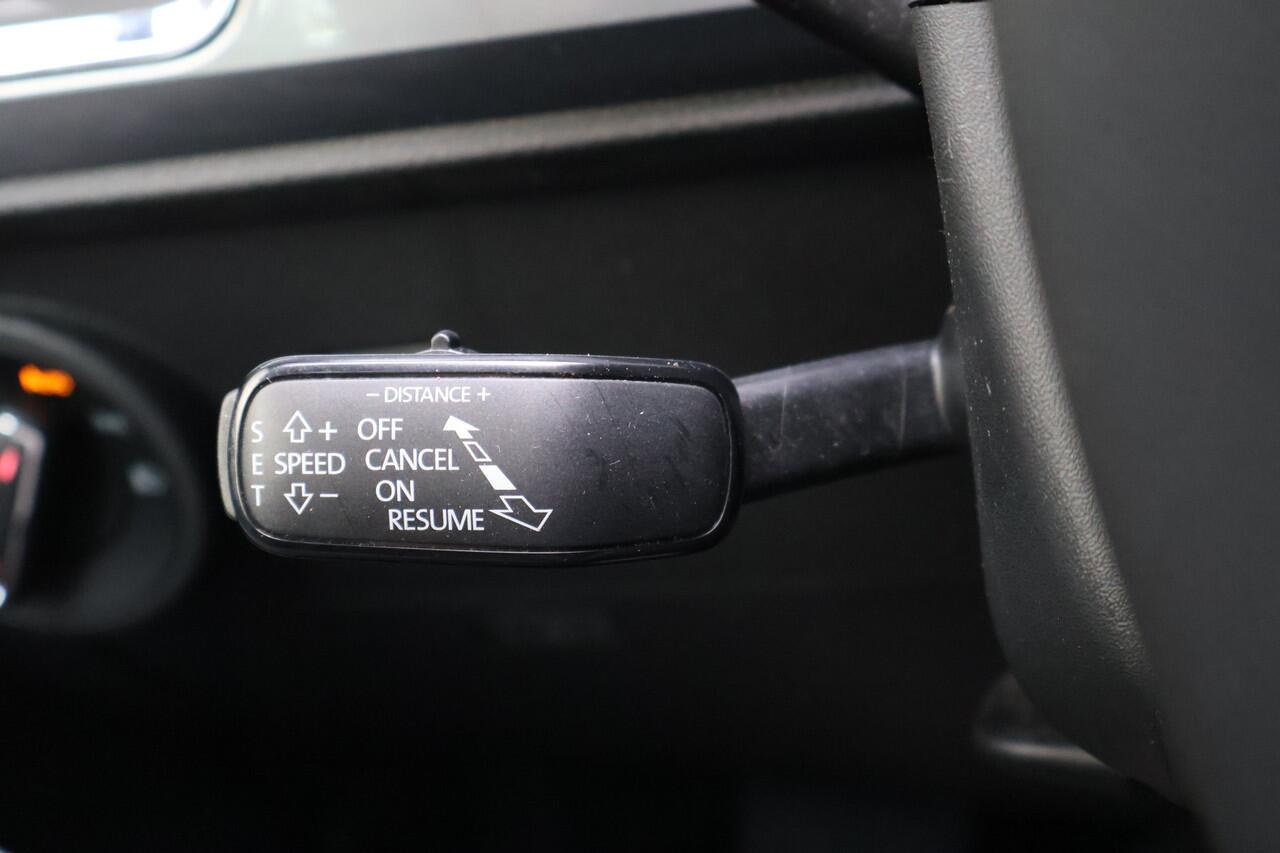 − DISTANCE +
S + OFF
E SPEED CANCEL
T − ON
RESUME